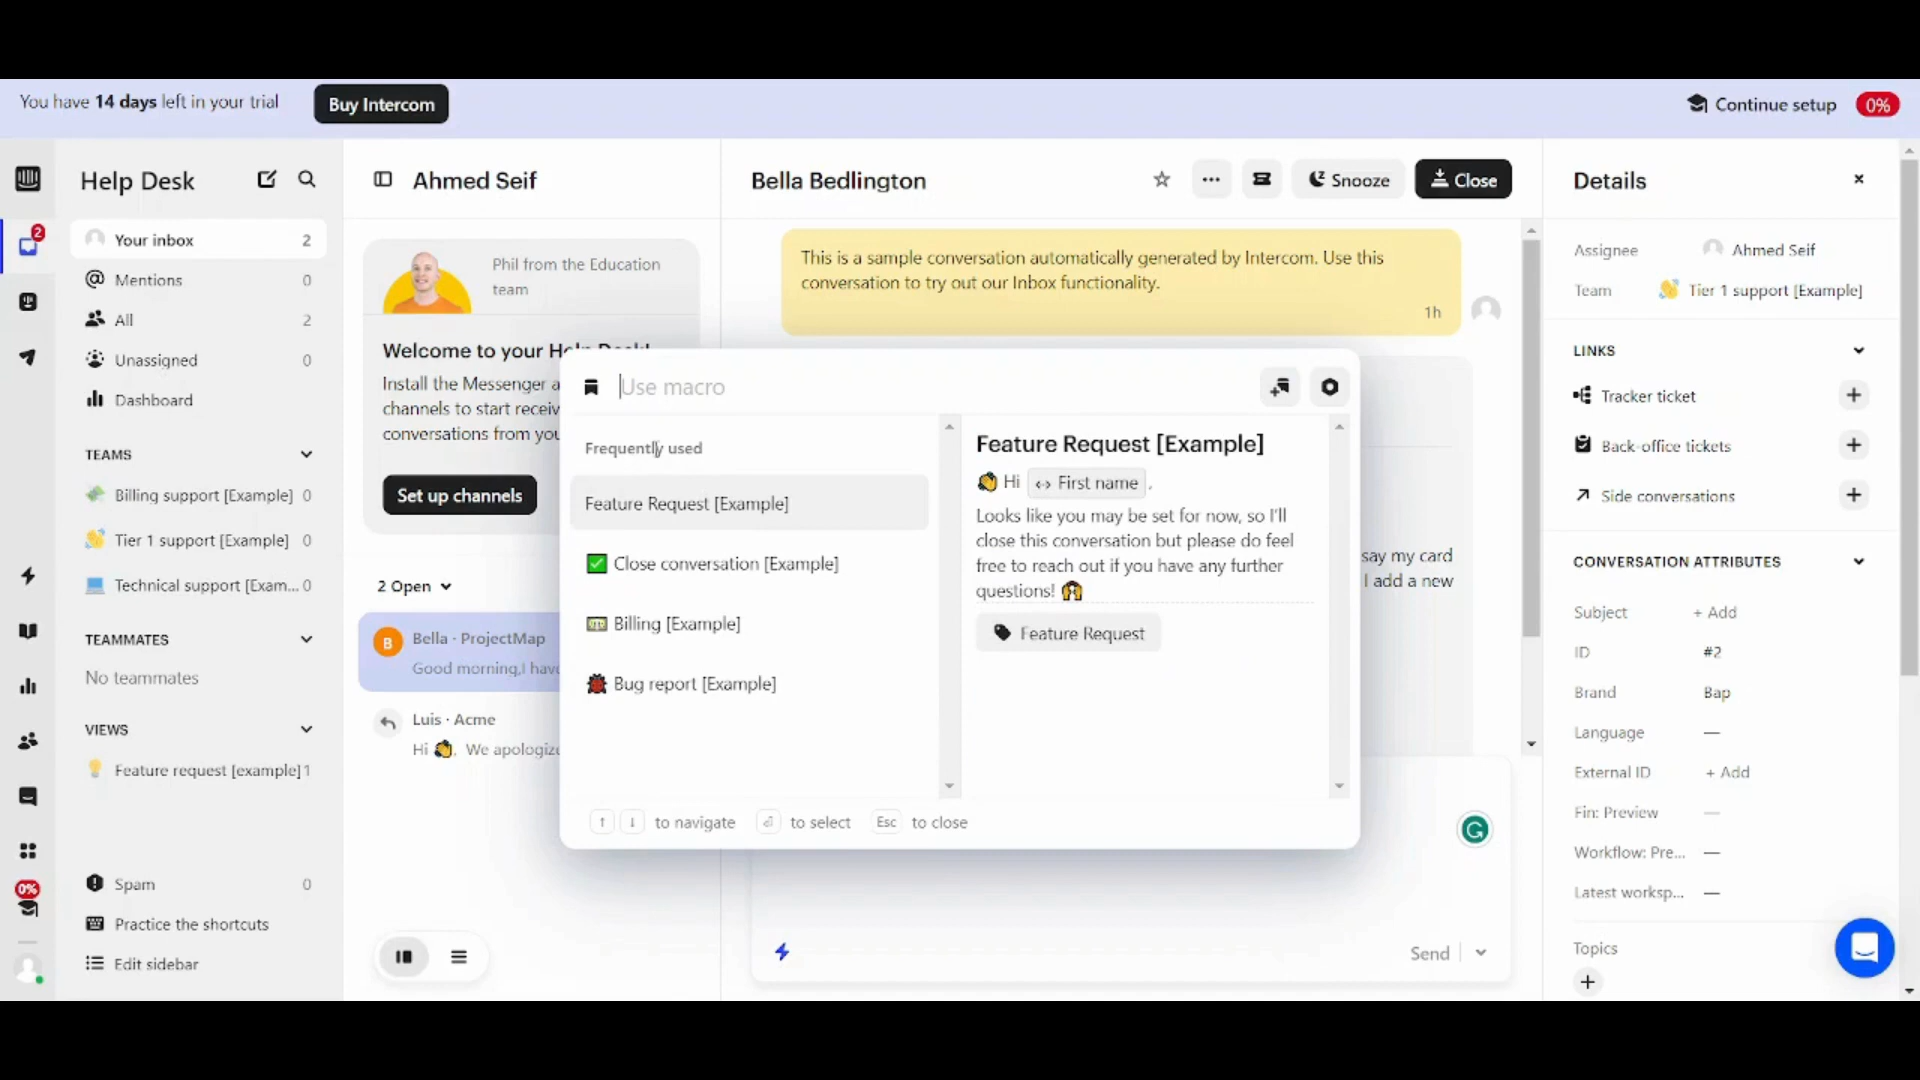 You have 14 days left in your trial
Buy Intercom
Continue setup
0%
Help Desk
2
Your inbox 2
Mentions 0
All 2
Unassigned 0
Dashboard
TEAMS
Billing support [Example] 0
Tier 1 support [Example] 0
Technical support [Exam... 0
TEAMMATES
No teammates
VIEWS
Feature request [example] 1
Spam 0
0%
Practice the shortcuts
Edit sidebar
Ahmed Seif
Phil from the Education
team
Welcome to your Help Desk!
Install the Messenger a
channels to start receiv
conversations from you
Set up channels
2 Open
B
Bella · ProjectMap
Good morning,I have
Luis · Acme
Hi 👏. We apologize
Bella Bedlington
Snooze
Close
This is a sample conversation automatically generated by Intercom. Use this
conversation to try out our Inbox functionality.
1h
say my card
I add a new
Use macro
Frequently used
Feature Request [Example]
Close conversation [Example]
Billing [Example]
Bug report [Example]
Feature Request [Example]
Hi First name ,
Looks like you may be set for now, so I'll
close this conversation but please do feel
free to reach out if you have any further
questions!
Feature Request
↑ ↓ to navigate to select Esc to close
Send
Details
Assignee Ahmed Seif
Team Tier 1 support [Example]
LINKS
Tracker ticket
Back-office tickets
Side conversations
CONVERSATION ATTRIBUTES
Subject + Add
ID #2
Brand Bap
Language —
External ID + Add
Fin: Preview —
Workflow: Pre... —
Latest worksp... —
Topics
+